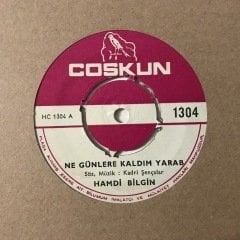 COSKUN
HC 1304 A
1304
NE GÜNLERE KALDIM YARAB
Söz, Müzik : Kadri Şençalar
HAMDİ BİLGİN